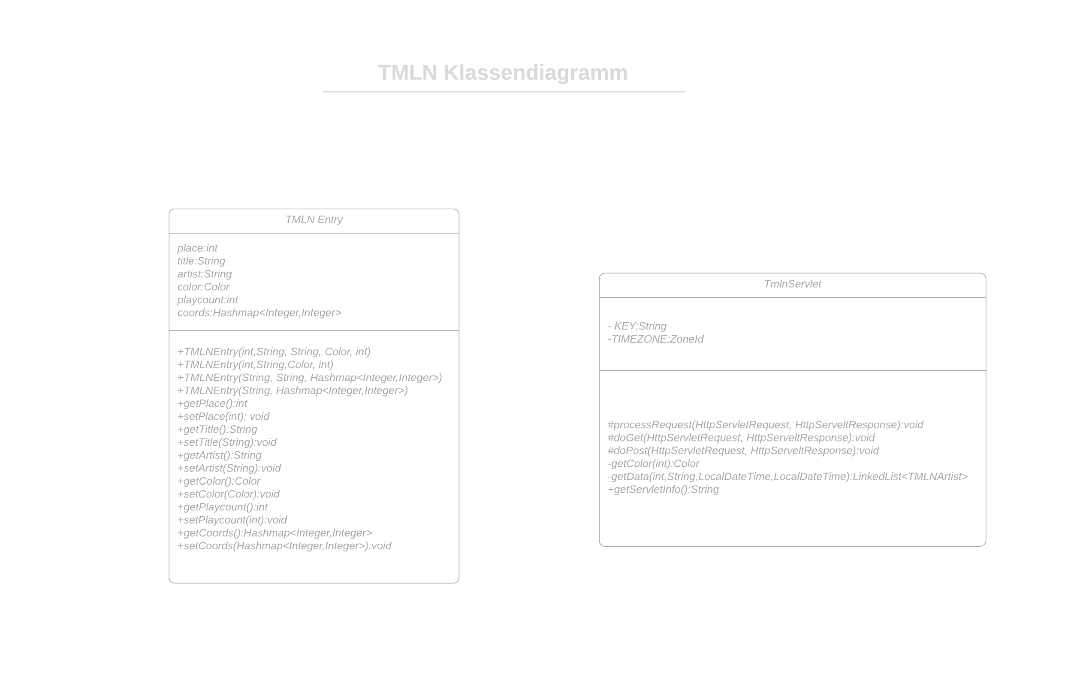 TMLN Klassendiagramm
TMLN Entry
place:int
title:String
artist:String
color:Color
playcount:int
coords:Hashmap<Integer,Integer>
+TMLNEntry(int,String, String, Color, int)
+TMLNEntry(int,String,Color, int)
+TMLNEntry(String, String, Hashmap<Integer,Integer>)
+TMLNEntry(String, Hashmap<Integer,Integer>)
+getPlace():int
+setPlace(int): void
+getTitle():String
+setTitle(String):void
+getArtist():String
+setArtist(String):void
+getColor():Color
+setColor(Color):void
+getPlaycount():int
+setPlaycount(int):void
+getCoords():Hashmap<Integer,Integer>
+setCoords(Hashmap<Integer,Integer>):void
TmlnServlet
- KEY:String
-TIMEZONE:ZoneId
#processRequest(HttpServletRequest, HttpServeltResponse):void
#doGet(HttpServletRequest, HttpServeltResponse):void
#doPost(HttpServletRequest, HttpServeltResponse):void
-getColor(int):Color
-getData(int,String,LocalDateTime,LocalDateTime):LinkedList<TMLNArtist>
+getServletInfo():String